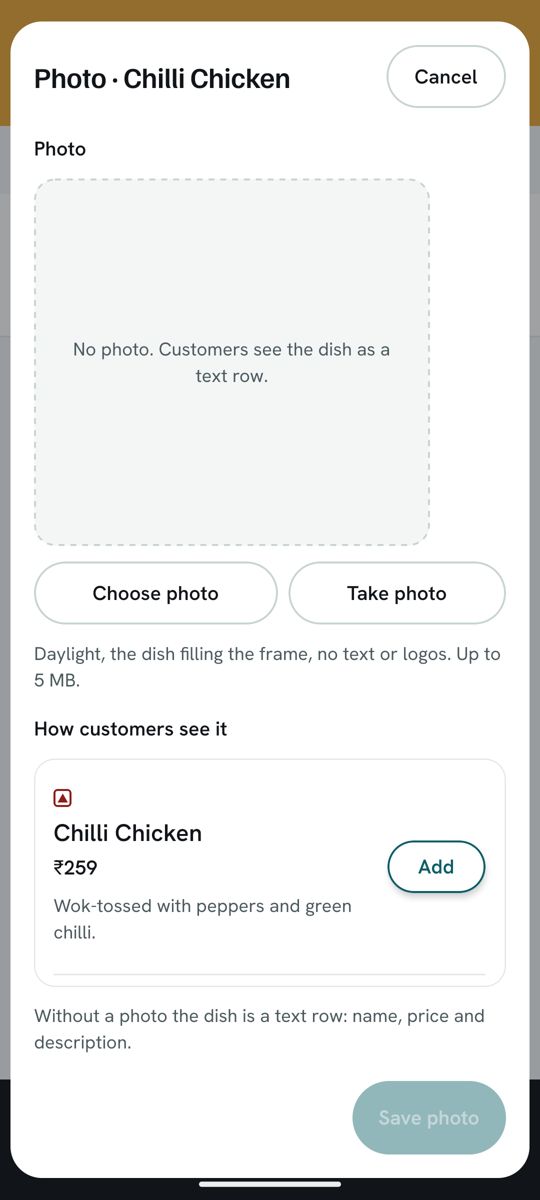 Photo · Chilli Chicken
Cancel
Photo
No photo. Customers see the dish as a
text row.
Choose photo
Take photo
Daylight, the dish filling the frame, no text or logos. Up to
5 MB.
How customers see it
Chilli Chicken
₹259
Add
Wok-tossed with peppers and green
chilli.
Without a photo the dish is a text row: name, price and
description.
Save photo